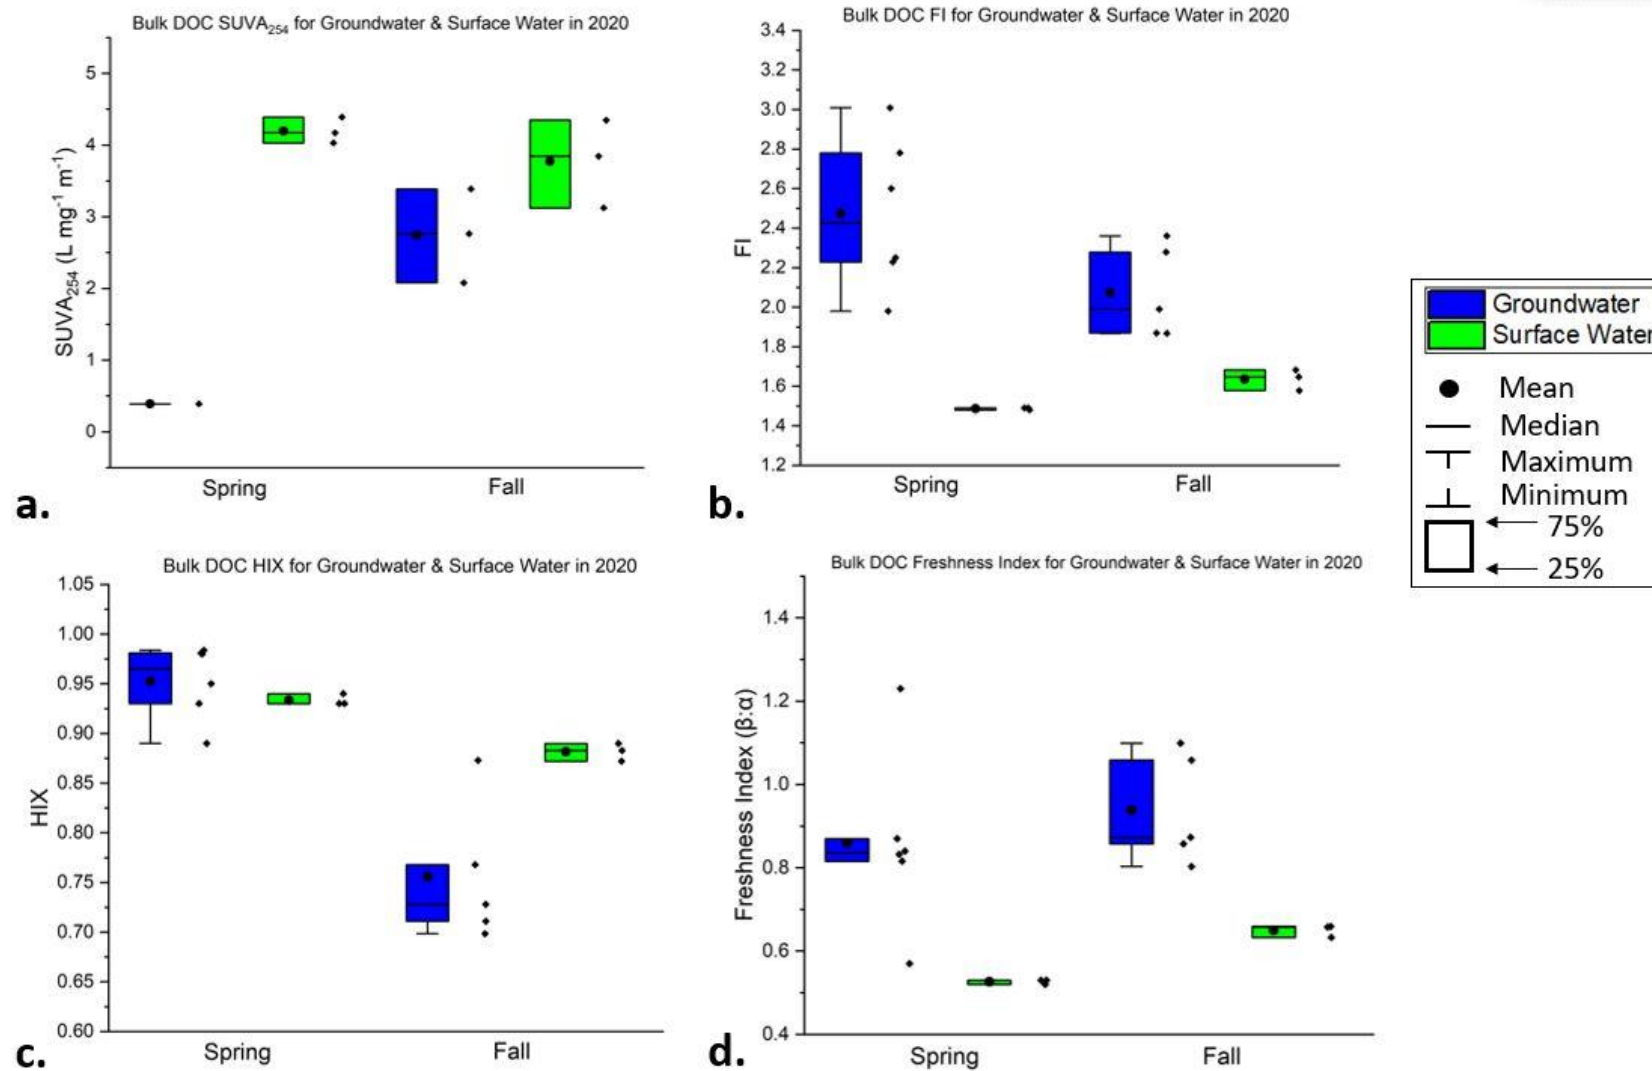 Bulk DOC SUVA254 for Groundwater & Surface Water in 2020
5
4
3
2
1
0
SUVA254 (L mg-1 m-1)
Spring
Fall
a.
Bulk DOC FI for Groundwater & Surface Water in 2020
3.4
3.2
3.0
2.8
2.6
2.4
2.2
2.0
1.8
1.6
1.4
1.2
FI
Spring
Fall
b.
Groundwater
Surface Water
Mean
Median
Maximum
Minimum
75%
25%
Bulk DOC HIX for Groundwater & Surface Water in 2020
1.05
1.00
0.95
0.90
0.85
0.80
0.75
0.70
0.65
0.60
HIX
Spring
Fall
c.
Bulk DOC Freshness Index for Groundwater & Surface Water in 2020
1.4
1.2
1.0
0.8
0.6
0.4
Freshness Index (β:α)
Spring
Fall
d.